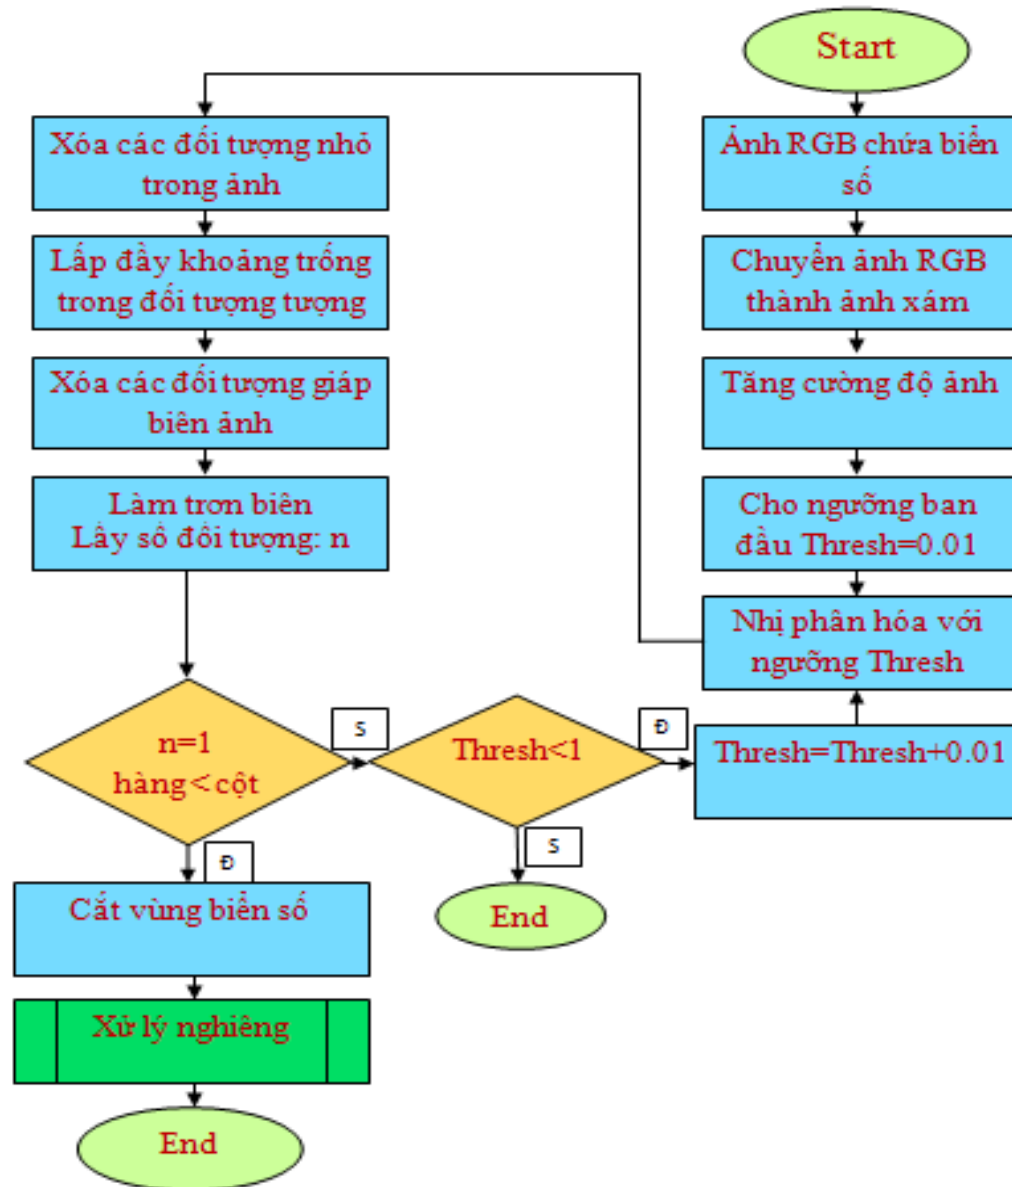 Start
Ảnh RGB chứa biển
số
Chuyển ảnh RGB
thành ảnh xám
Tăng cường độ ảnh
Cho ngưỡng ban
đầu Thresh=0.01
Nhị phân hóa với
ngưỡng Thresh
Xóa các đối tượng nhỏ
trong ảnh
Lấp đầy khoảng trống
trong đối tượng tượng
Xóa các đối tượng giáp
biên ảnh
Làm trơn biên
Lấy số đối tượng: n
n=1
hàng<cột
S
Thresh<1
Đ
Thresh=Thresh+0.01
Đ
S
Cắt vùng biển số
End
Xử lý nghiêng
End